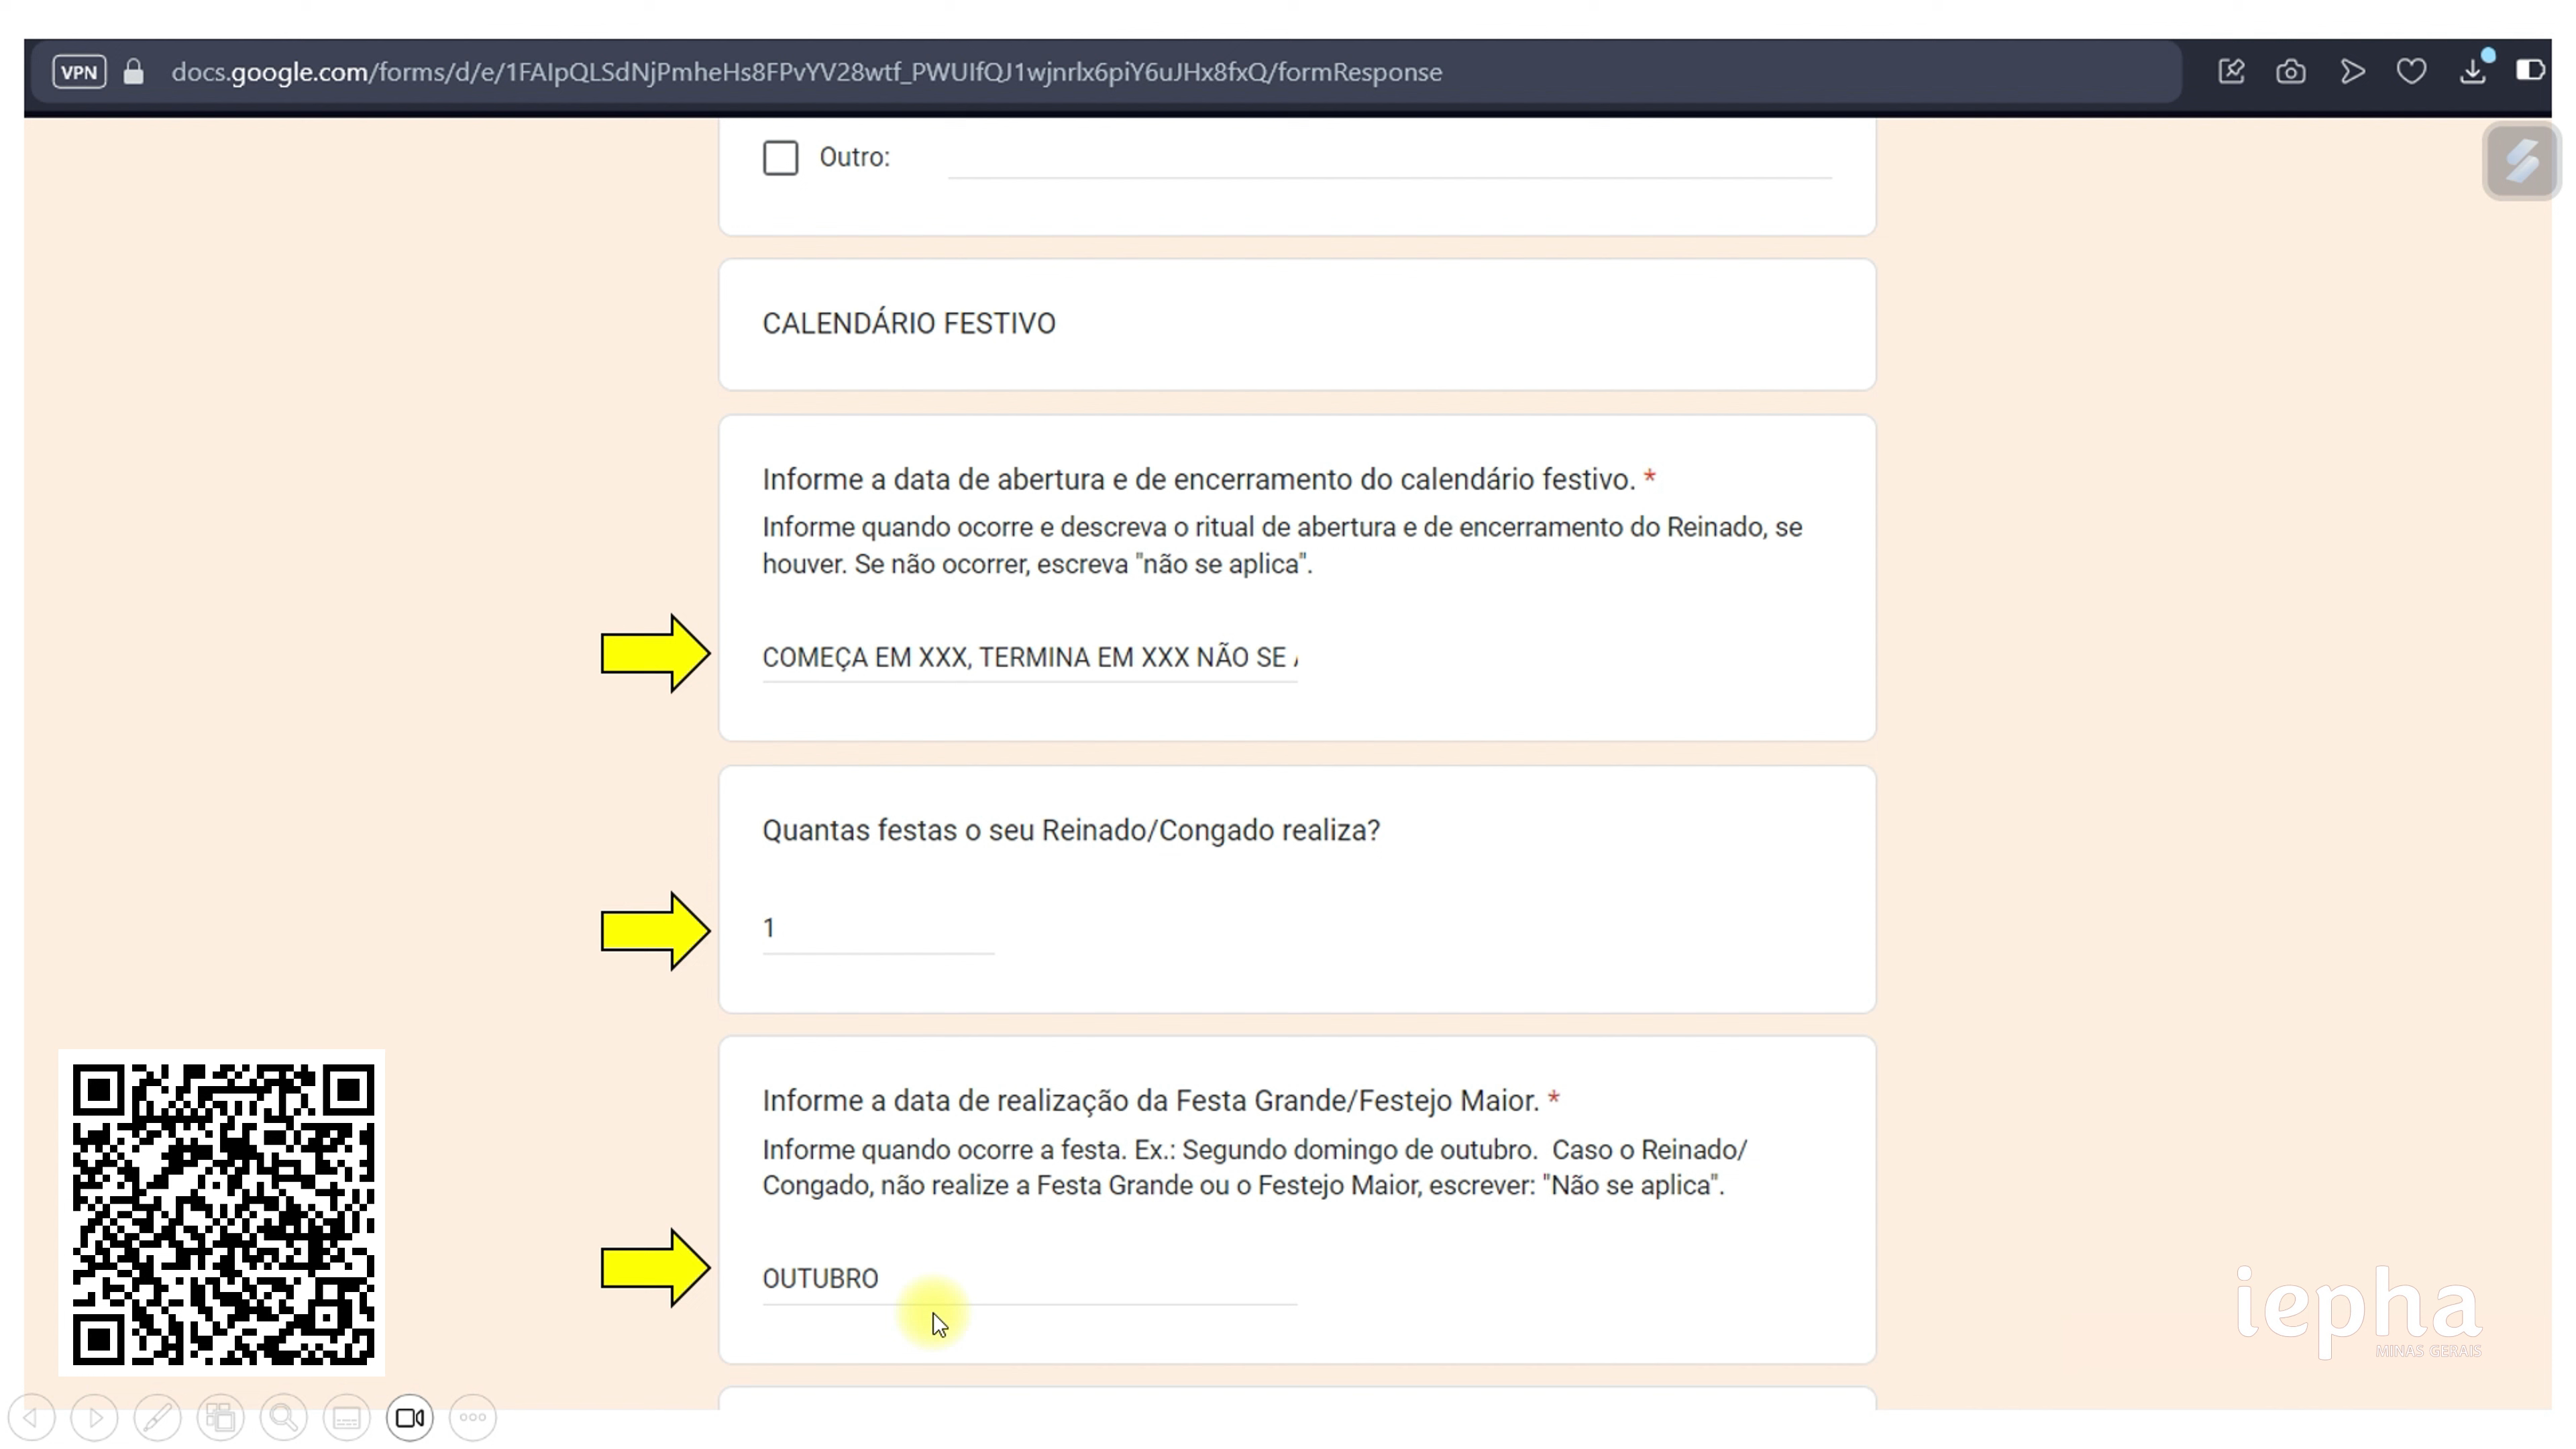 VPN
docs.google.com/forms/d/e/1FAIpQLSdNjPmheHs8FPvYV28wtf_PWUIfQJ1wjnrlx6piY6uJHx8fxQ/formResponse
Outro:
CALENDÁRIO FESTIVO
Informe a data de abertura e de encerramento do calendário festivo. *
Informe quando ocorre e descreva o ritual de abertura e de encerramento do Reinado, se
houver. Se não ocorrer, escreva "não se aplica".
COMEÇA EM XXX, TERMINA EM XXX NÃO SE
Quantas festas o seu Reinado/Congado realiza?
1
Informe a data de realização da Festa Grande/Festejo Maior. *
Informe quando ocorre a festa. Ex.: Segundo domingo de outubro.  Caso o Reinado/
Congado, não realize a Festa Grande ou o Festejo Maior, escrever: "Não se aplica".
OUTUBRO
iepha
MINAS GERAIS